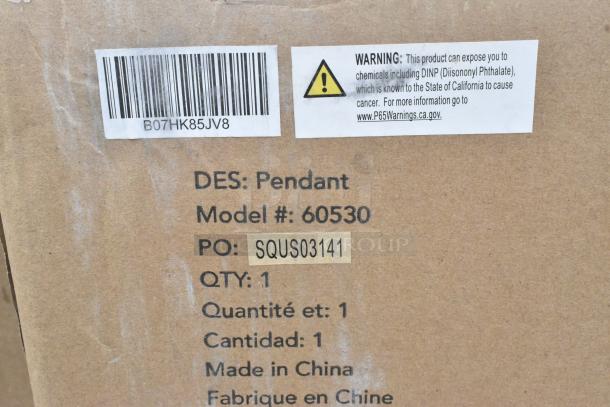 B07HK85JV8
WARNING: This product can expose you to
chemicals including DINP (Diisononyl Phthalate),
which is known to the State of California to cause
cancer. For more information go to
www.P65Warnings.ca.gov.
DES: Pendant
Model #: 60530
PO: SQUS03141
QTY: 1
Quantité et: 1
Cantidad: 1
Made in China
Fabrique en Chine